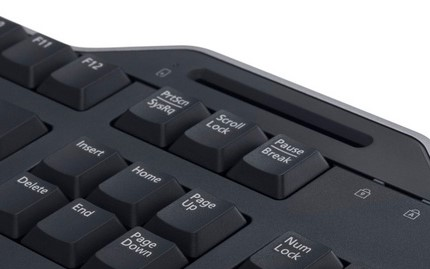 F11
F12
PrtScn
SysRq
Scroll
Lock
Pause
Break
Insert
Home
Page
Up
Delete
End
Page
Down
Num
Lock